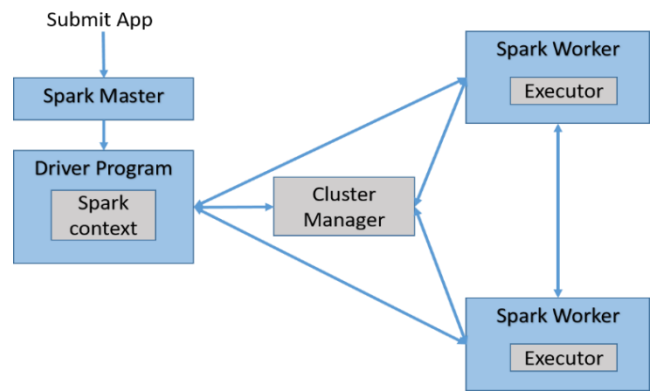 Submit App
Spark Master
Driver Program
Spark
context
Cluster
Manager
Spark Worker
Executor
Spark Worker
Executor